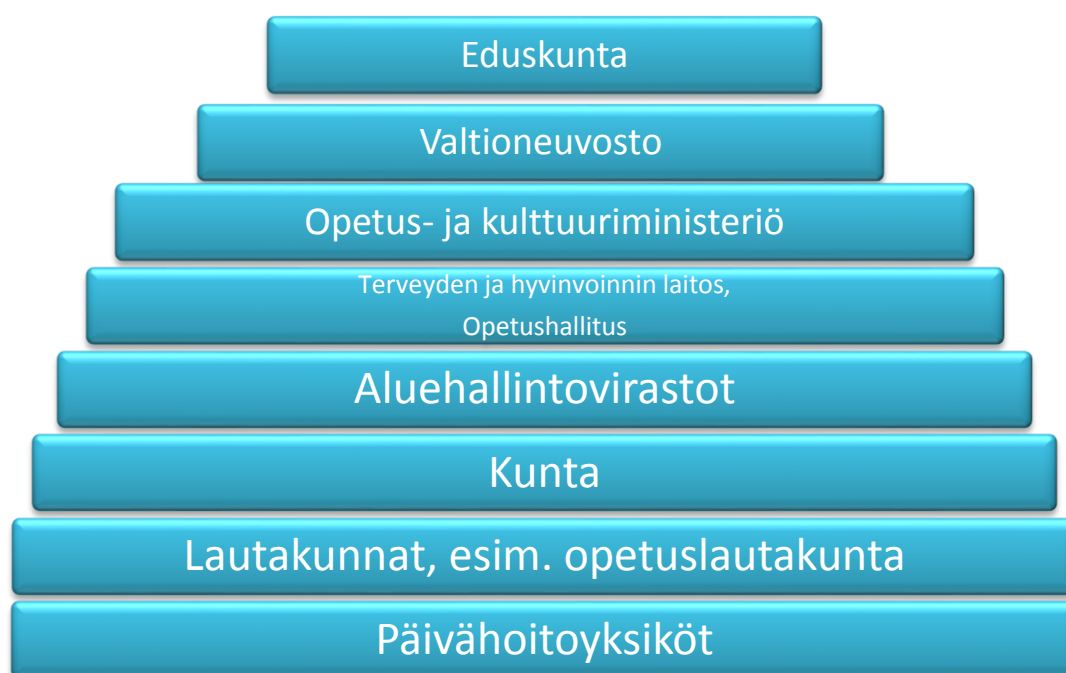 Eduskunta
Valtioneuvosto
Opetus- ja kulttuuriministeriö
Terveyden ja hyvinvoinnin laitos,
Opetushallitus
Aluehallintovirastot
Kunta
Lautakunnat, esim. opetuslautakunta
Päivähoitoyksiköt